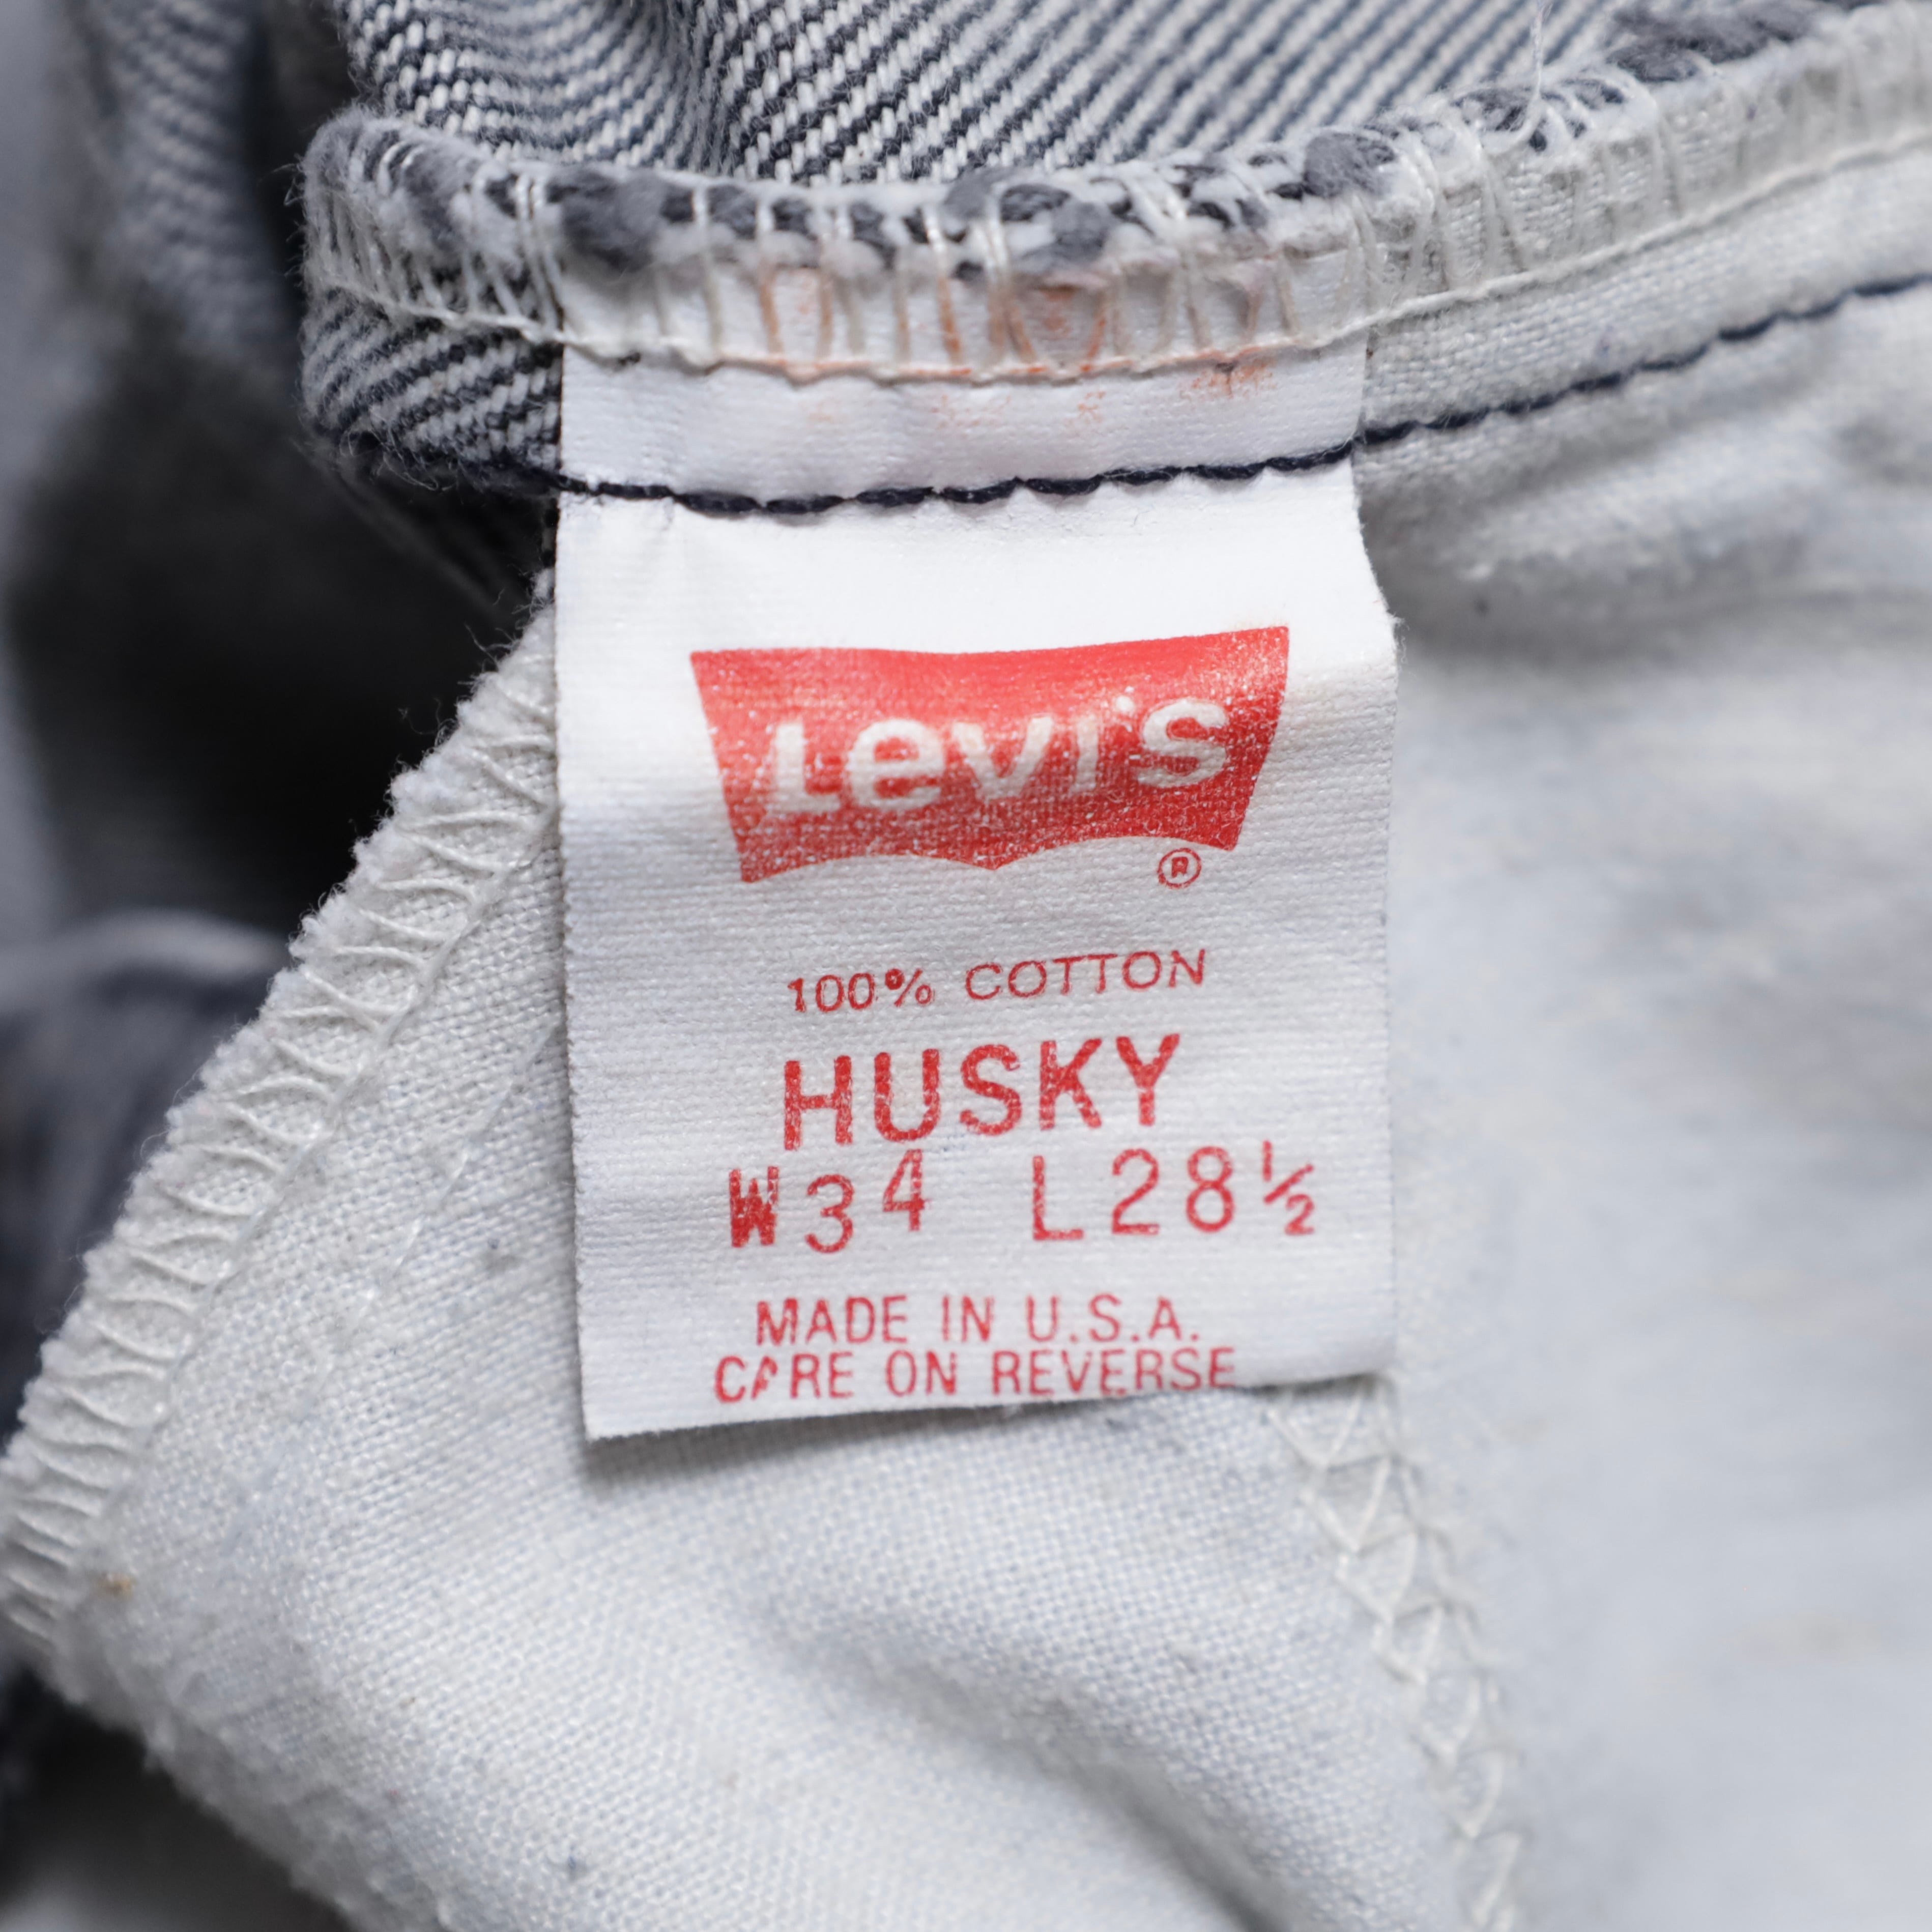 Levi's
®
100% COTTON
HUSKY
W34 L28½
MADE IN U.S.A.
CARE ON REVERSE